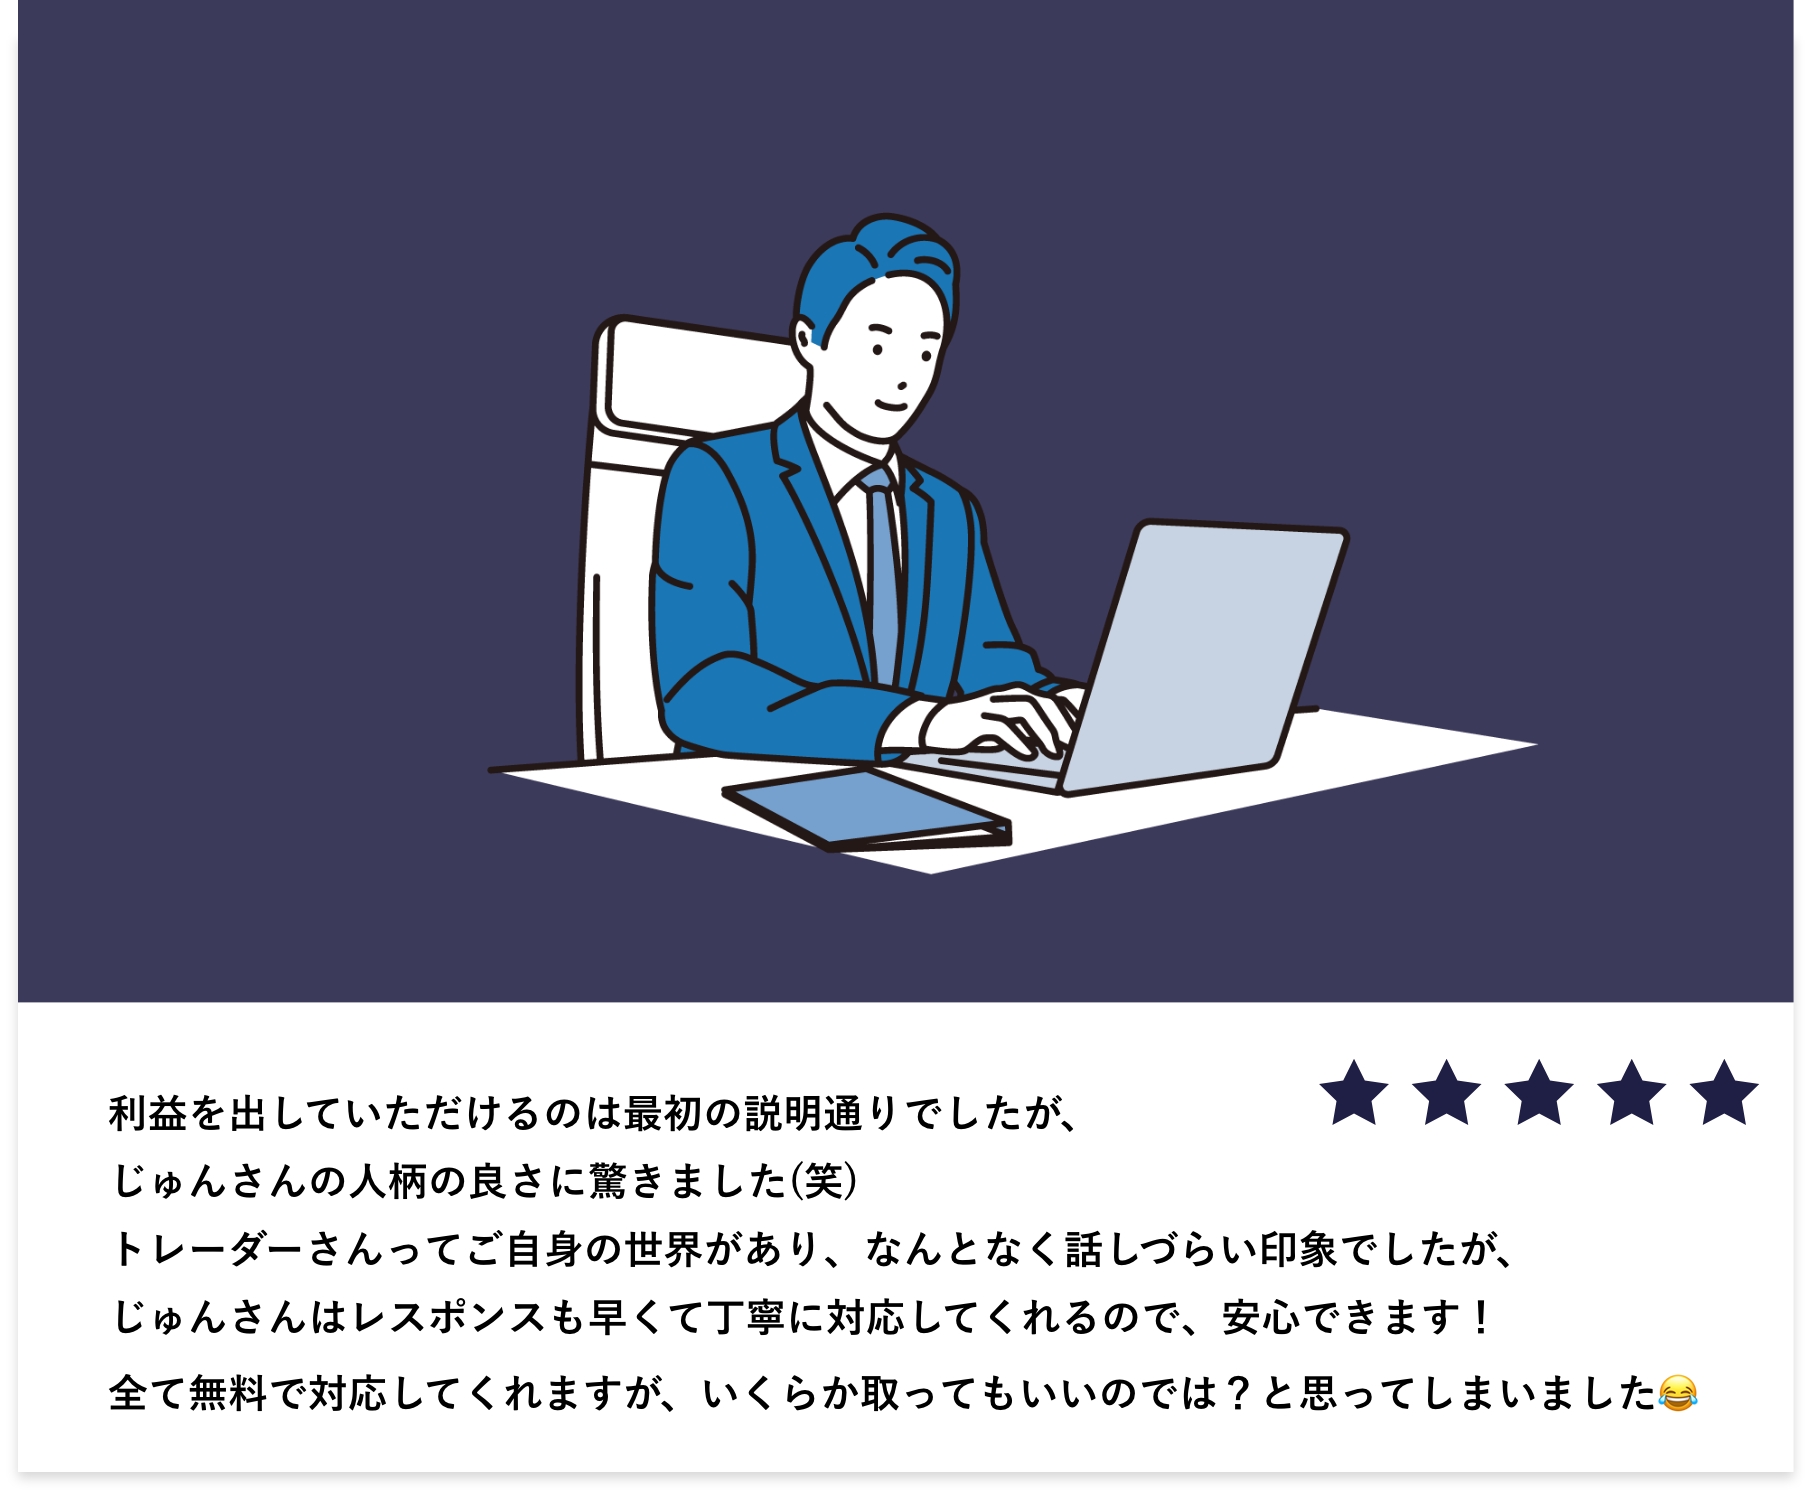 利益を出していただけるのは最初の説明通りでしたが、
じゅんさんの人柄の良さに驚きました(笑)
トレーダーさんってご自身の世界があり、なんとなく話しづらい印象でしたが、
じゅんさんはレスポンスも早くて丁寧に対応してくれるので、安心できます！
全て無料で対応してくれますが、いくらか取ってもいいのでは？と思ってしまいました😂